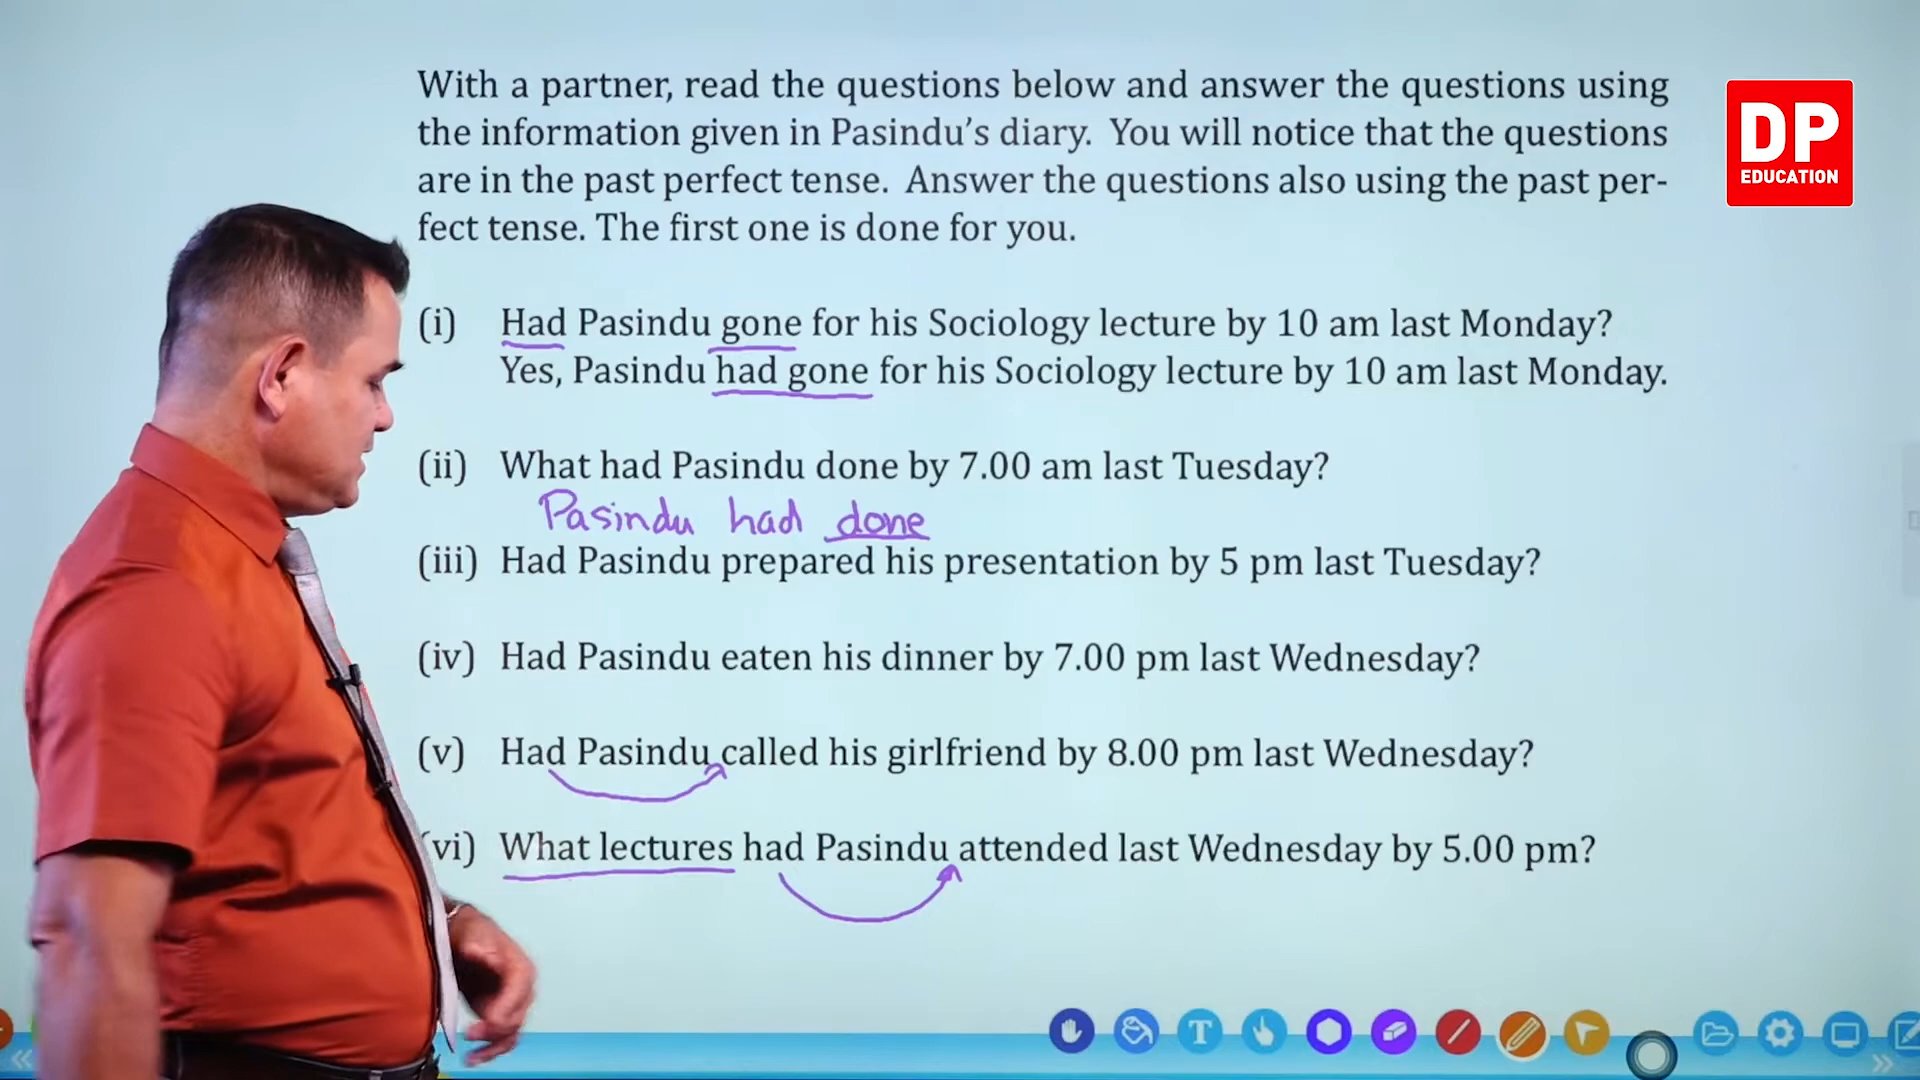 With a partner, read the questions below and answer the questions using
the information given in Pasindu’s diary. You will notice that the questions
are in the past perfect tense. Answer the questions also using the past per-
fect tense. The first one is done for you.
DP
EDUCATION
(i) Had Pasindu gone for his Sociology lecture by 10 am last Monday?
Yes, Pasindu had gone for his Sociology lecture by 10 am last Monday.
(ii) What had Pasindu done by 7.00 am last Tuesday?
Pasindu had done
(iii) Had Pasindu prepared his presentation by 5 pm last Tuesday?
(iv) Had Pasindu eaten his dinner by 7.00 pm last Wednesday?
(v) Had Pasindu called his girlfriend by 8.00 pm last Wednesday?
(vi) What lectures had Pasindu attended last Wednesday by 5.00 pm?
T